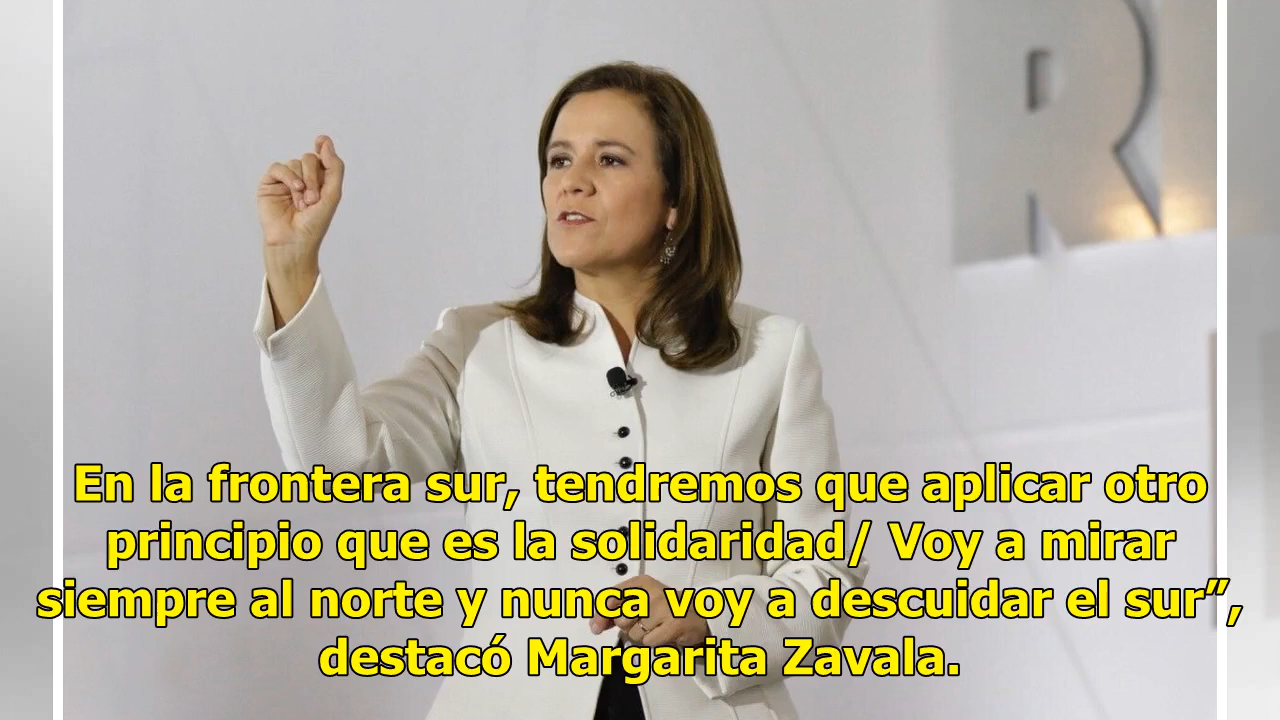 R
En la frontera sur, tendremos que aplicar otro
principio que es la solidaridad/ Voy a mirar
siempre al norte y nunca voy a descuidar el sur”,
destacó Margarita Zavala.